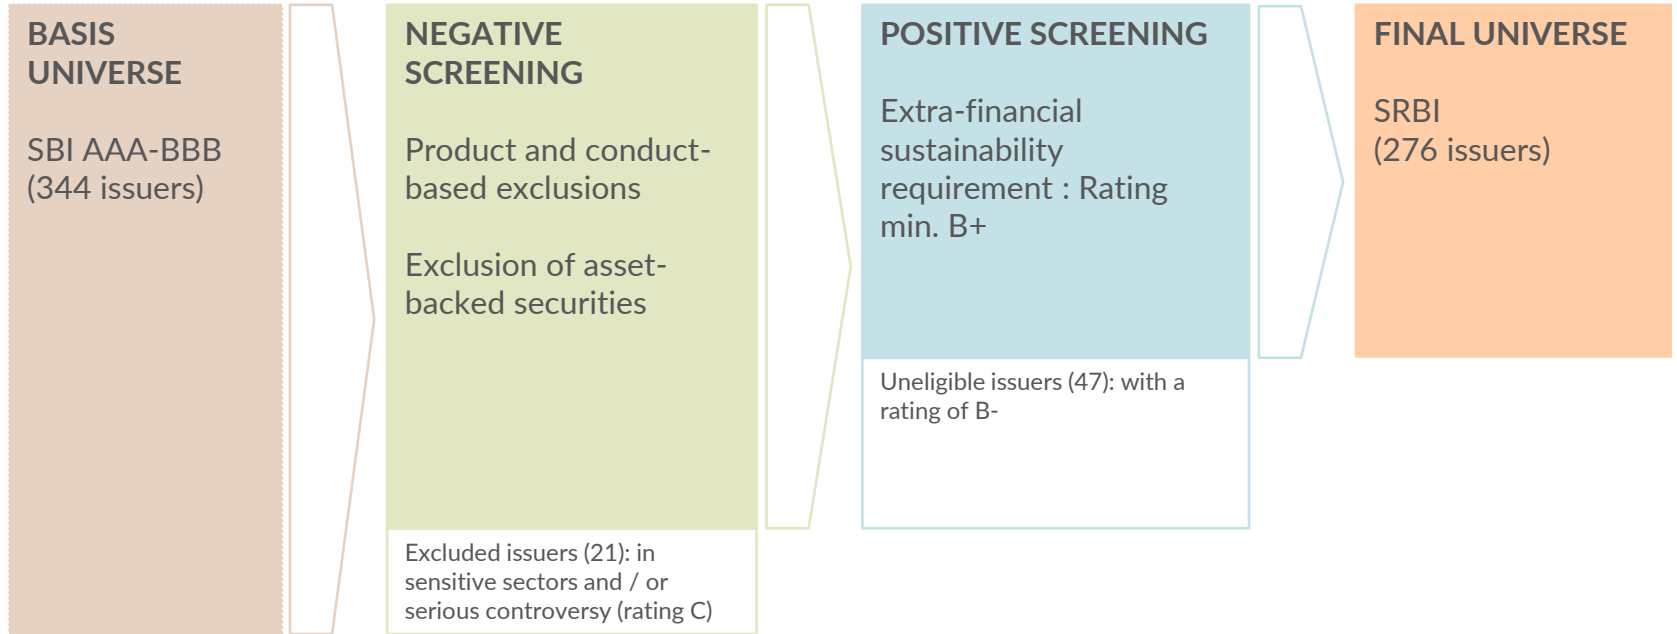 BASIS
UNIVERSE
SBI AAA-BBB
(344 issuers)
NEGATIVE
SCREENING
Product and conduct-
based exclusions
Exclusion of asset-
backed securities
Excluded issuers (21): in
sensitive sectors and / or
serious controversy (rating C)
POSITIVE SCREENING
Extra-financial
sustainability
requirement : Rating
min. B+
Uneligible issuers (47): with a
rating of B-
FINAL UNIVERSE
SRBI
(276 issuers)